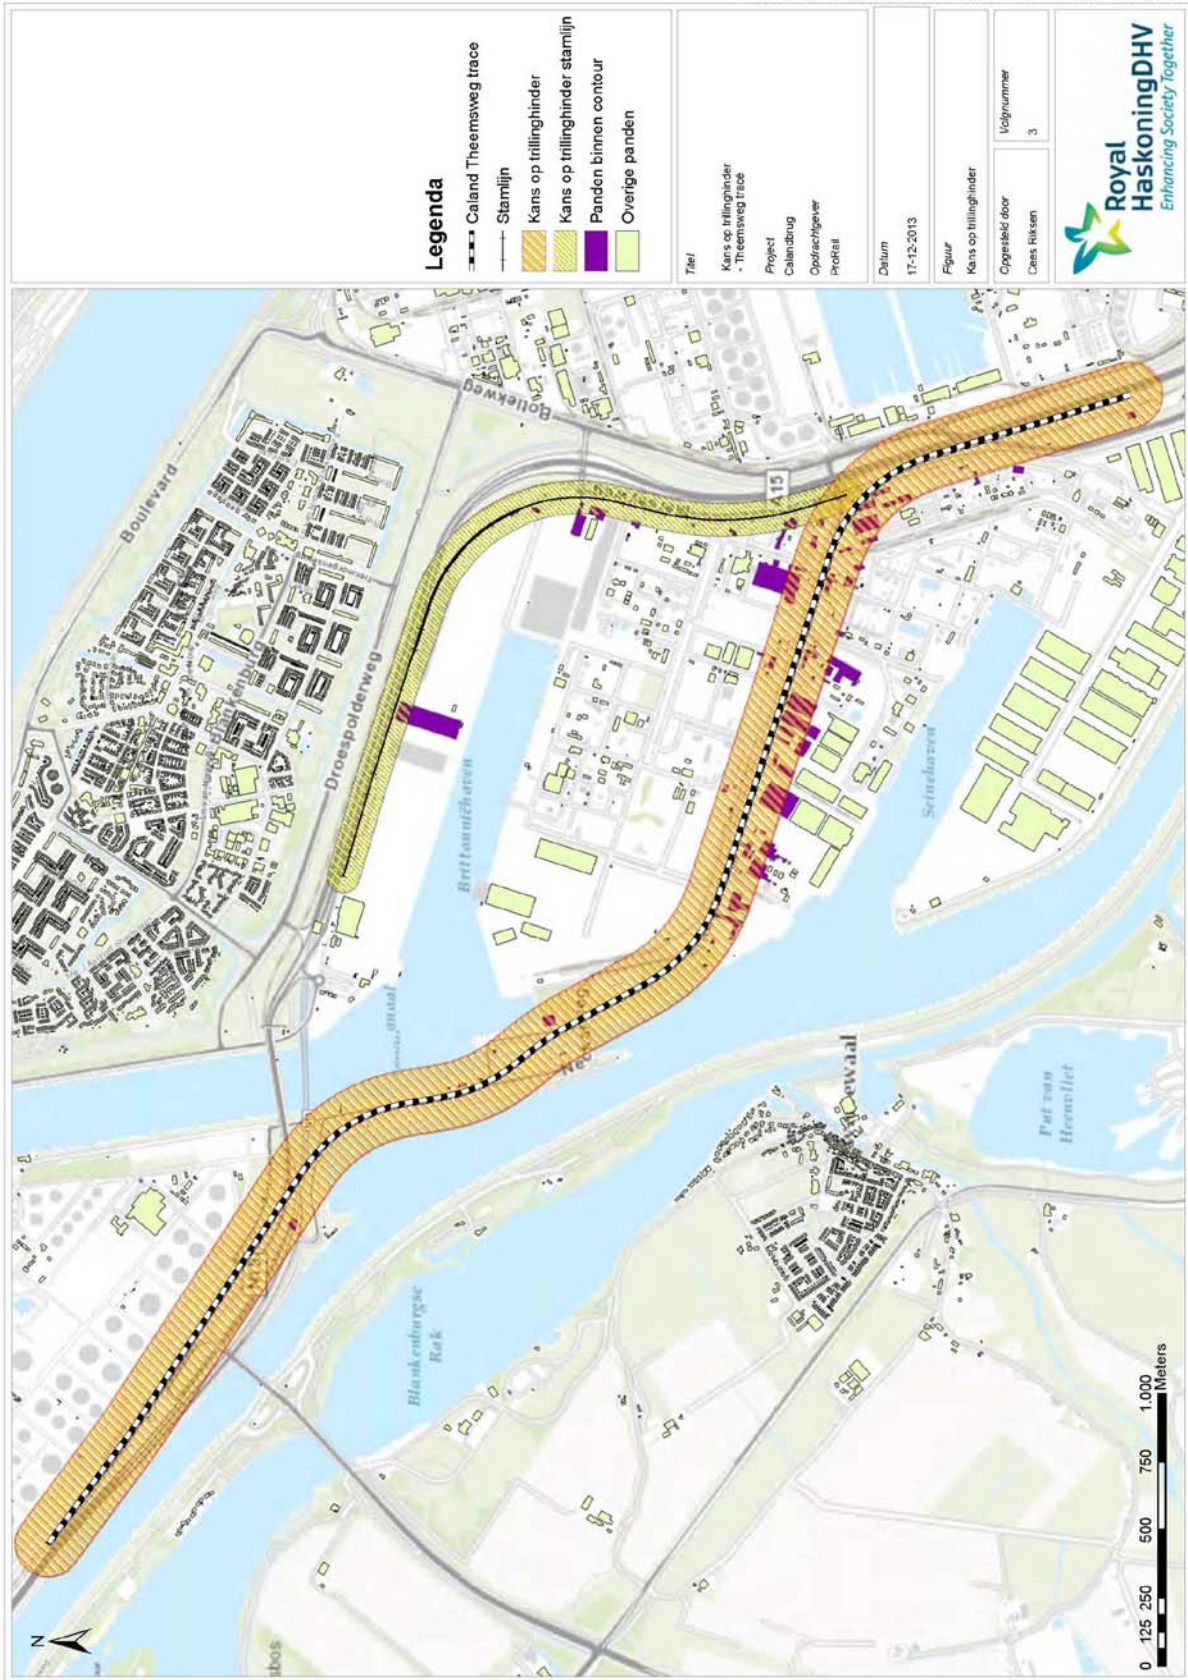 Legenda
Caland Theemsweg trace
Stamlijn
Kans op trillinghinder
Kans op trillinghinder stamlijn
Panden binnen contour
Overige panden
Titel
Kans op trillinghinder
- Theemsweg tracé
Project
Calandbrug
Opdrachtgever
ProRail
Datum
17-12-2013
Figuur
Kans op trillinghinder
Opgesteld door
Cees Riksen
Volgnummer
3
Royal
HaskoningDHV
Enhancing Society Together
Boulevard
Botlekweg
Droespolderweg
A15
Brittanniëhaven
Seinehaven
Blankenburgse
Rak
Put van
Heenvliet
N
0 125 250 500 750 1.000
Meters